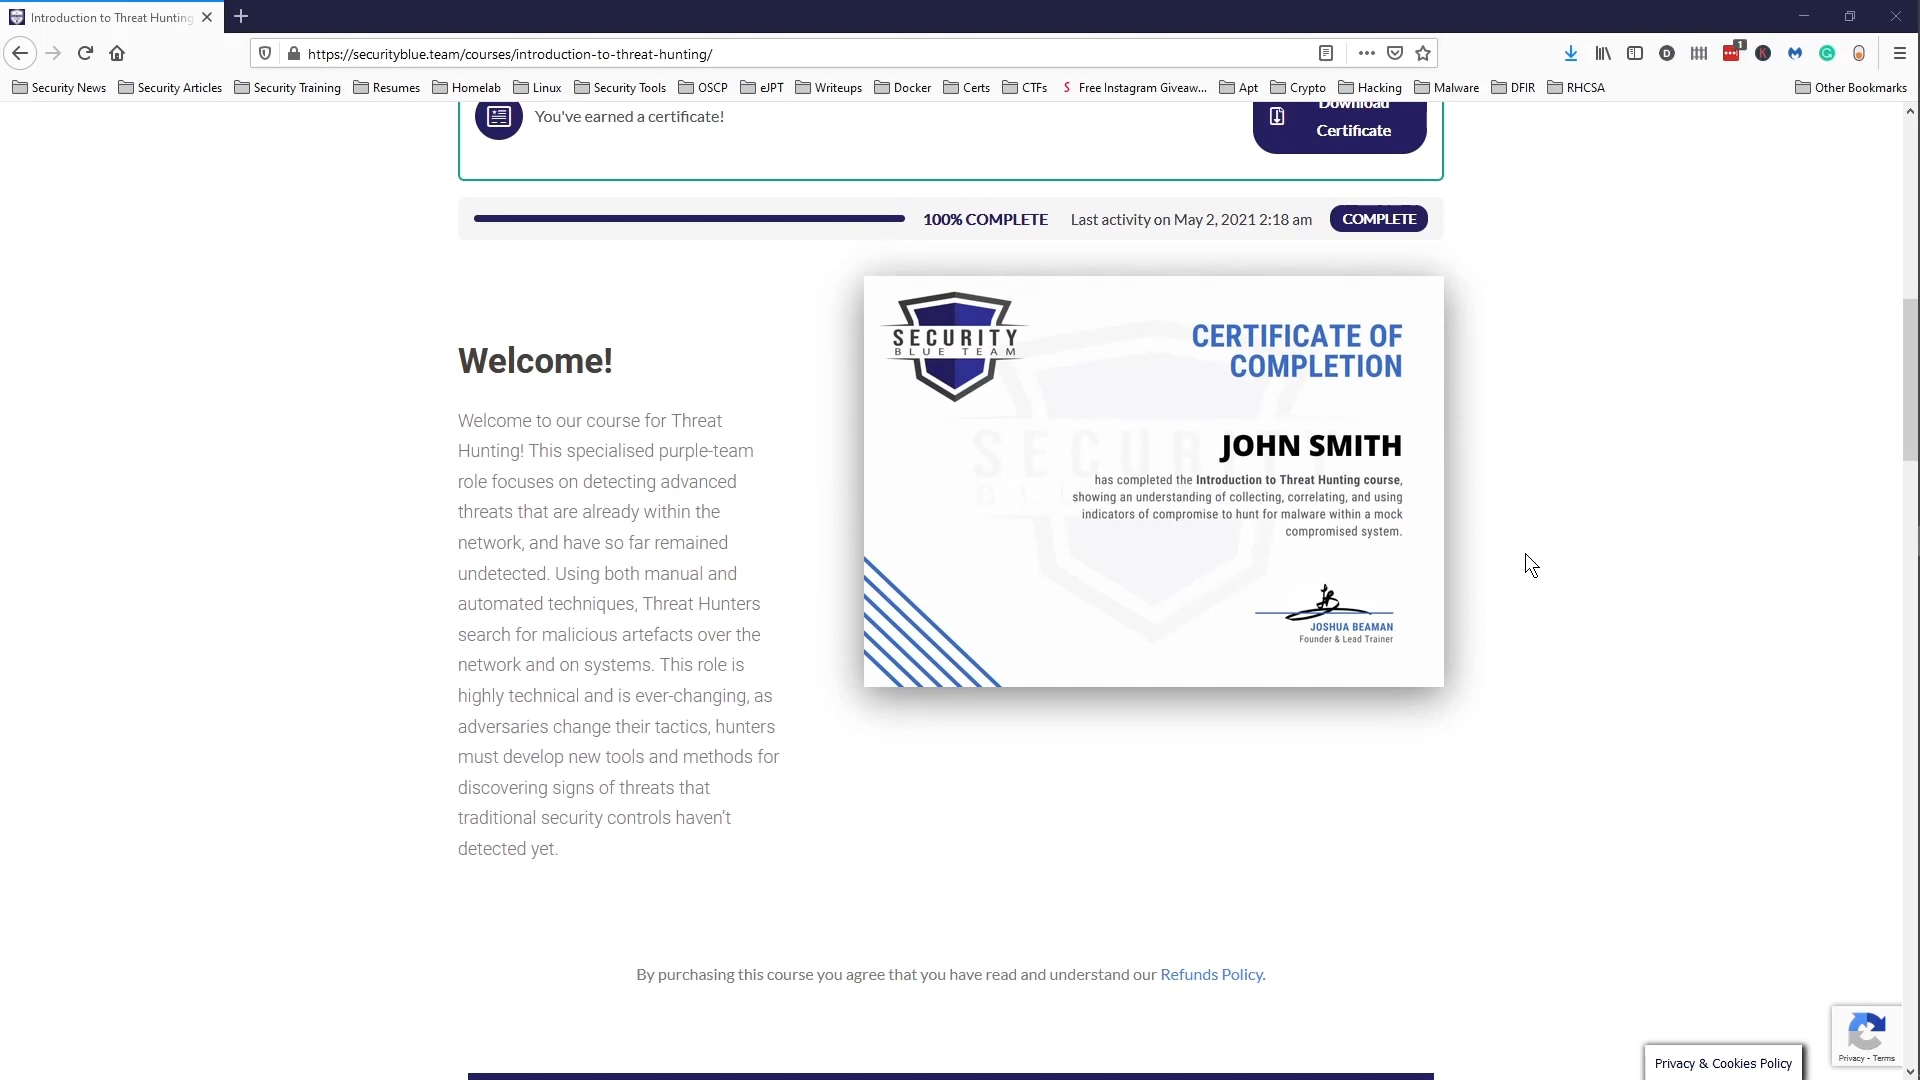 Introduction to Threat Hunting
https://securityblue.team/courses/introduction-to-threat-hunting/
1
Security News
Security Articles
Security Training
Resumes
Homelab
Linux
Security Tools
OSCP
eJPT
Writeups
Docker
Certs
CTFs
Free Instagram Giveaw...
Apt
Crypto
Hacking
Malware
DFIR
RHCSA
Other Bookmarks
You've earned a certificate!
Download
Certificate
100% COMPLETE
Last activity on May 2, 2021 2:18 am
COMPLETE
Welcome!
Welcome to our course for Threat
Hunting! This specialised purple-team
role focuses on detecting advanced
threats that are already within the
network, and have so far remained
undetected. Using both manual and
automated techniques, Threat Hunters
search for malicious artefacts over the
network and on systems. This role is
highly technical and is ever-changing, as
adversaries change their tactics, hunters
must develop new tools and methods for
discovering signs of threats that
traditional security controls haven't
detected yet.
SECURITY
BLUE TEAM
CERTIFICATE OF
COMPLETION
JOHN SMITH
has completed the Introduction to Threat Hunting course,
showing an understanding of collecting, correlating, and using
indicators of compromise to hunt for malware within a mock
compromised system.
JOSHUA BEAMAN
Founder & Lead Trainer
By purchasing this course you agree that you have read and understand our Refunds Policy.
Privacy - Terms
Privacy & Cookies Policy